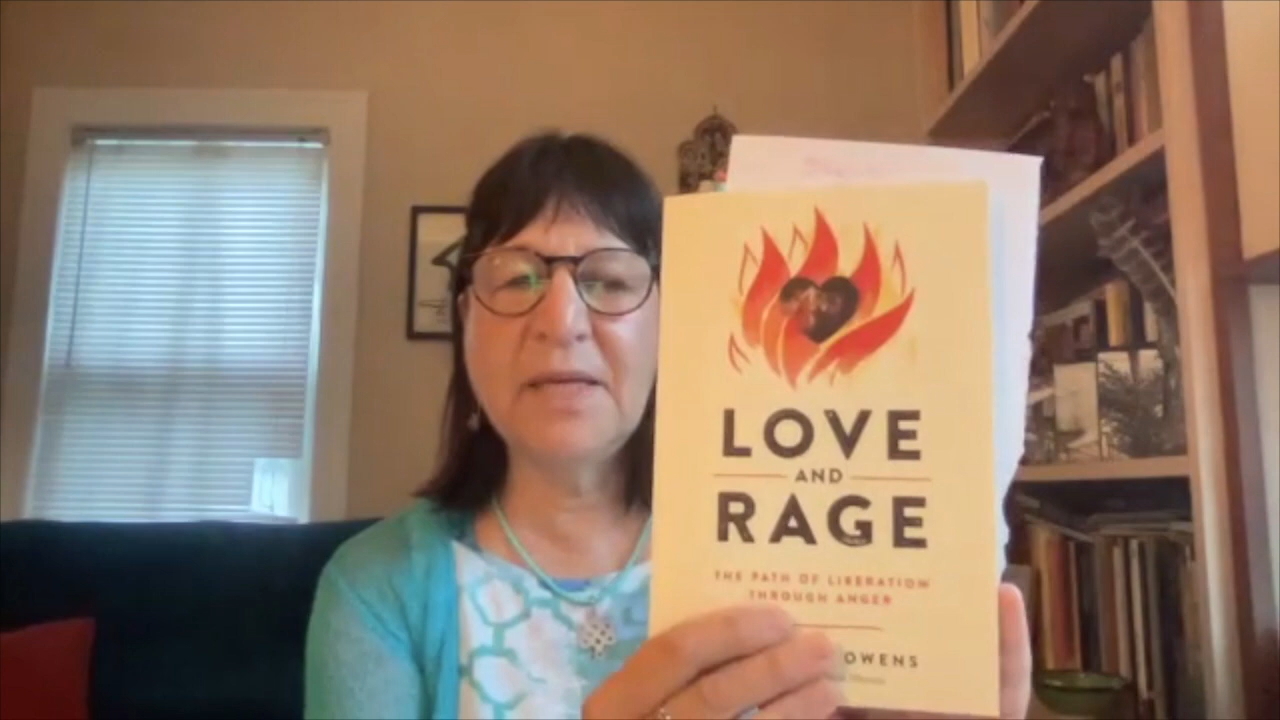 LOVE
AND
RAGE
THE PATH OF LIBERATION
THROUGH ANGER
OWENS